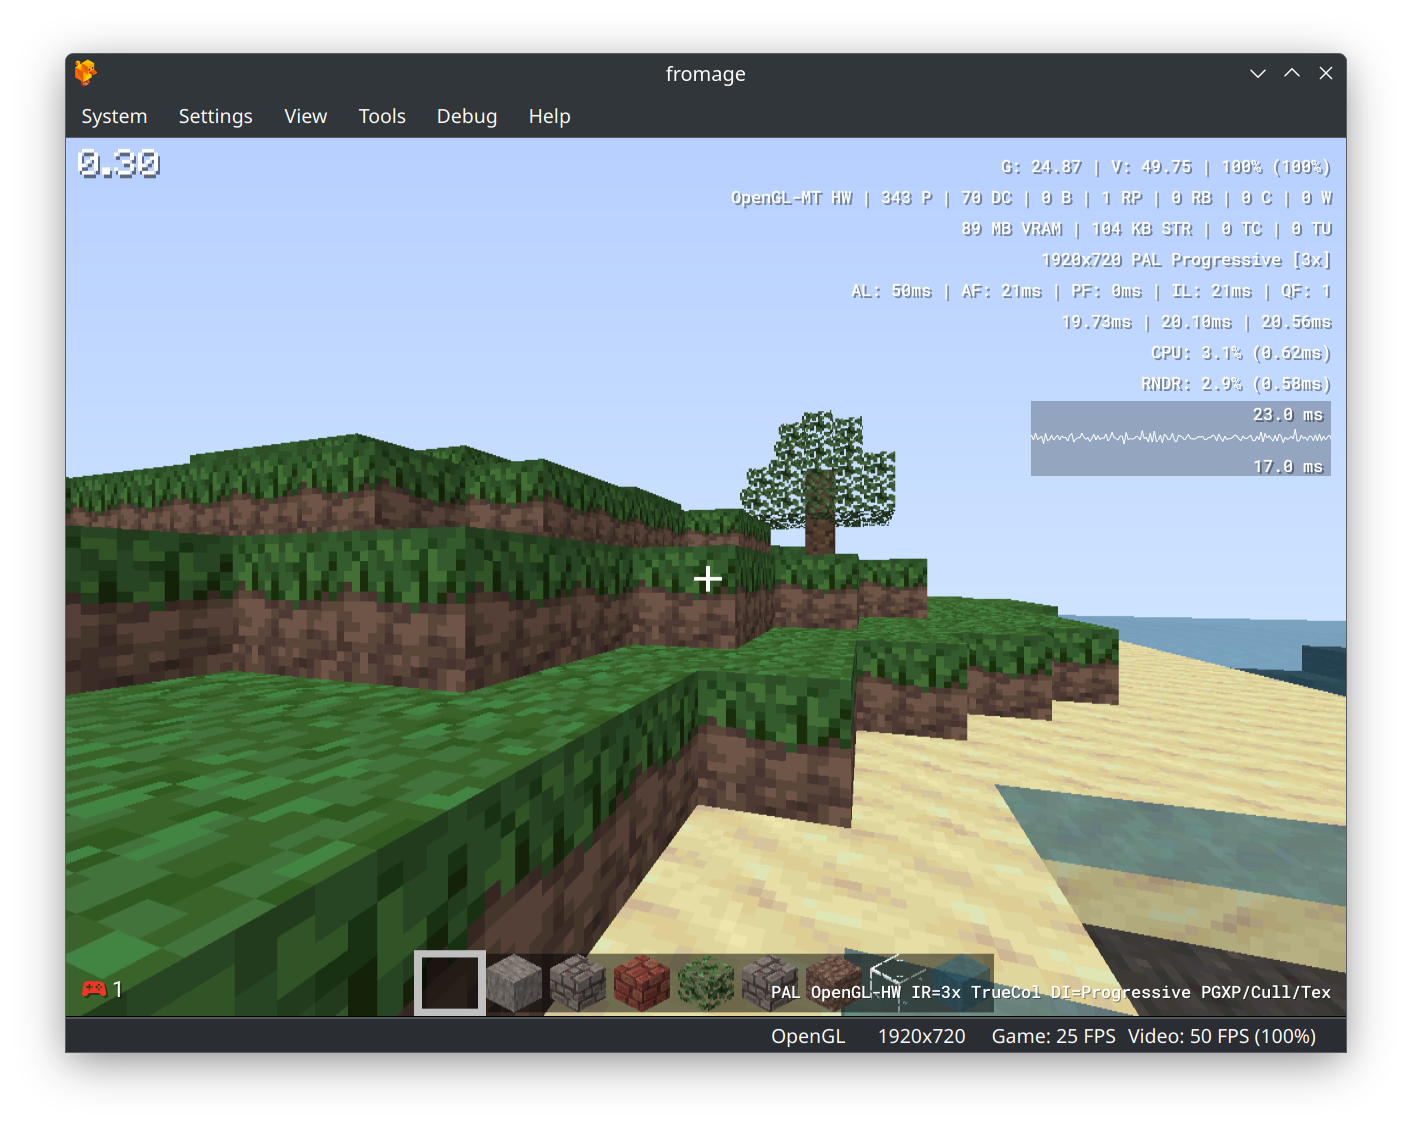 fromage
System Settings View Tools Debug Help
0.30
G: 24.87 | V: 49.75 | 100% (100%)
OpenGL-MT HW | 343 P | 70 DC | 0 B | 1 RP | 0 RB | 0 C | 0 W
89 MB VRAM | 104 KB STR | 0 TC | 0 TU
1920x720 PAL Progressive [3x]
AL: 50ms | AF: 21ms | PF: 0ms | IL: 21ms | QF: 1
19.73ms | 20.10ms | 20.56ms
CPU: 3.1% (0.62ms)
RNDR: 2.9% (0.58ms)
23.0 ms
17.0 ms
1
PAL OpenGL-HW IR=3x TrueCol DI=Progressive PGXP/Cull/Tex
OpenGL 1920x720 Game: 25 FPS Video: 50 FPS (100%)